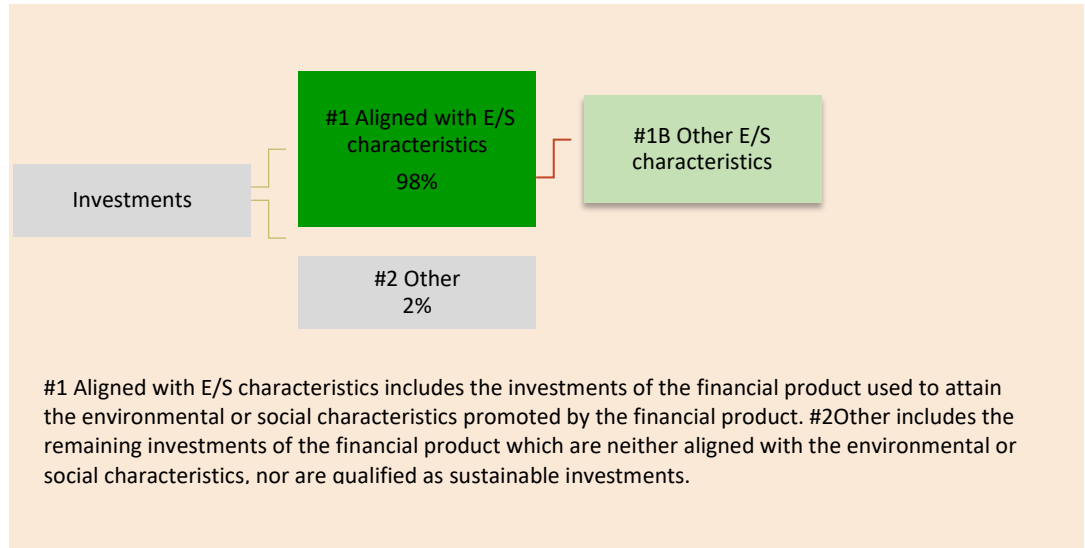 #1 Aligned with E/S
characteristics
98%
#1B Other E/S
characteristics
Investments
#2 Other
2%
#1 Aligned with E/S characteristics includes the investments of the financial product used to attain
the environmental or social characteristics promoted by the financial product. #2Other includes the
remaining investments of the financial product which are neither aligned with the environmental or
social characteristics, nor are qualified as sustainable investments.